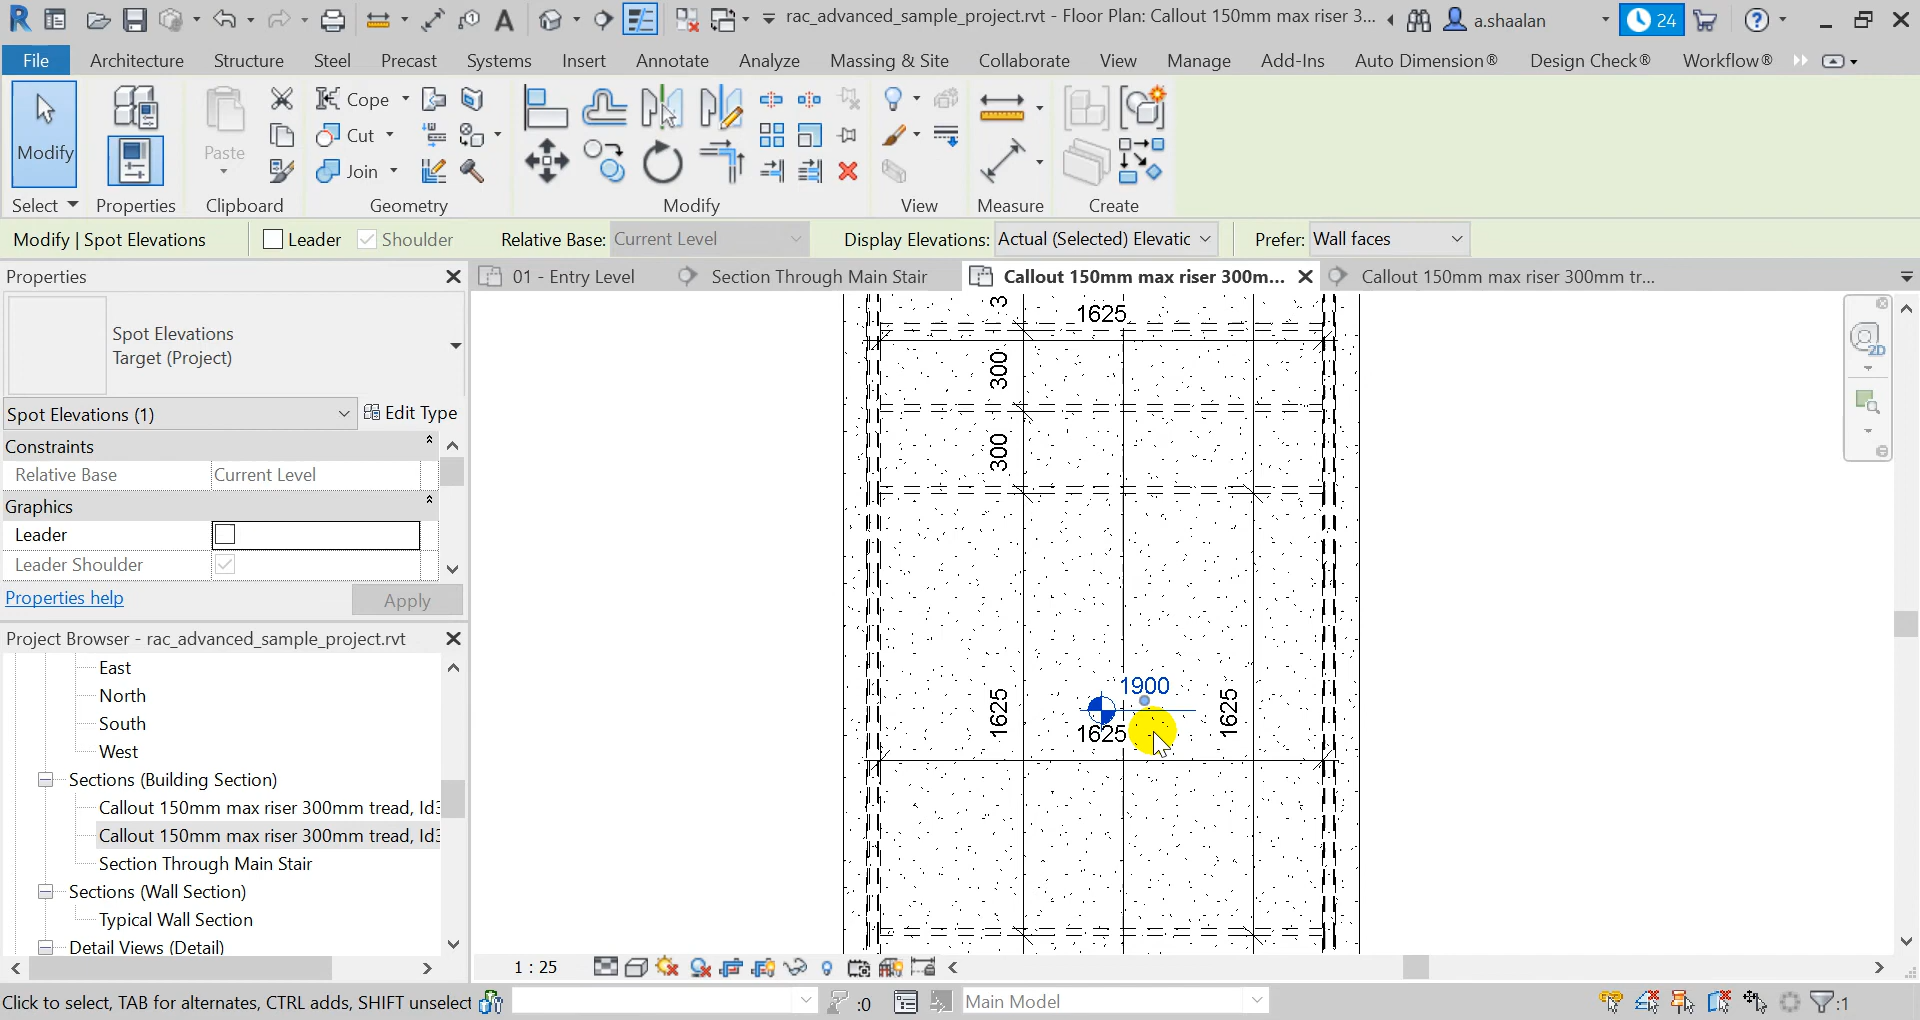 rac_advanced_sample_project.rvt - Floor Plan: Callout 150mm max riser 3...
a.shaalan
24
File
Architecture
Structure
Steel
Precast
Systems
Insert
Annotate
Analyze
Massing & Site
Collaborate
View
Manage
Add-Ins
Auto Dimension®
Design Check®
Workflow®
Modify
Paste
Cope
Cut
Join
Select
Properties
Clipboard
Geometry
Modify
View
Measure
Create
Modify | Spot Elevations
Leader
Shoulder
Relative Base:
Current Level
Display Elevations:
Actual (Selected) Elevatic
Prefer:
Wall faces
Properties
01 - Entry Level
Section Through Main Stair
Callout 150mm max riser 300m...
Callout 150mm max riser 300mm tr...
Spot Elevations
Target (Project)
Spot Elevations (1)
Edit Type
Constraints
Relative Base
Current Level
Graphics
Leader
Leader Shoulder
Properties help
Apply
Project Browser - rac_advanced_sample_project.rvt
East
North
South
West
Sections (Building Section)
Callout 150mm max riser 300mm tread, Id3
Callout 150mm max riser 300mm tread, Id3
Section Through Main Stair
Sections (Wall Section)
Typical Wall Section
Detail Views (Detail)
3
1625
300
300
1900
1625
1625
1625
2D
1 : 25
Click to select, TAB for alternates, CTRL adds, SHIFT unselect
:0
Main Model
:1